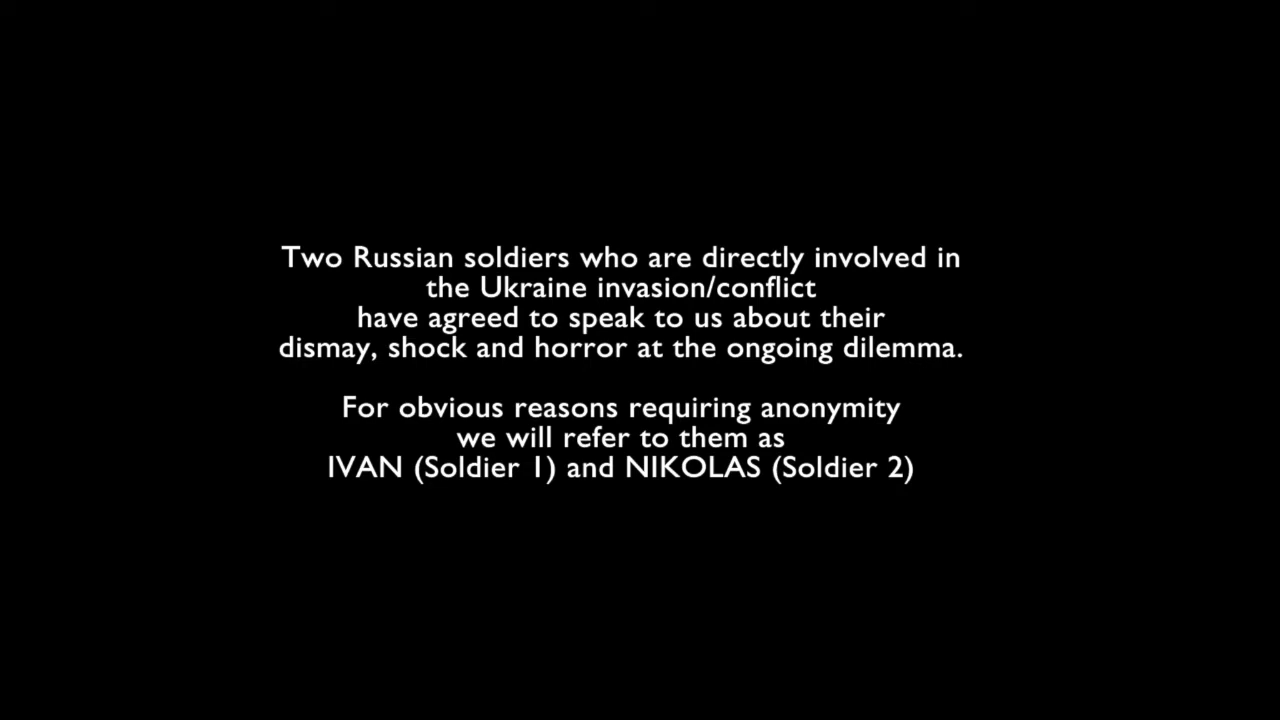 Two Russian soldiers who are directly involved in
the Ukraine invasion/conflict
have agreed to speak to us about their
dismay, shock and horror at the ongoing dilemma.
For obvious reasons requiring anonymity
we will refer to them as
IVAN (Soldier 1) and NIKOLAS (Soldier 2)